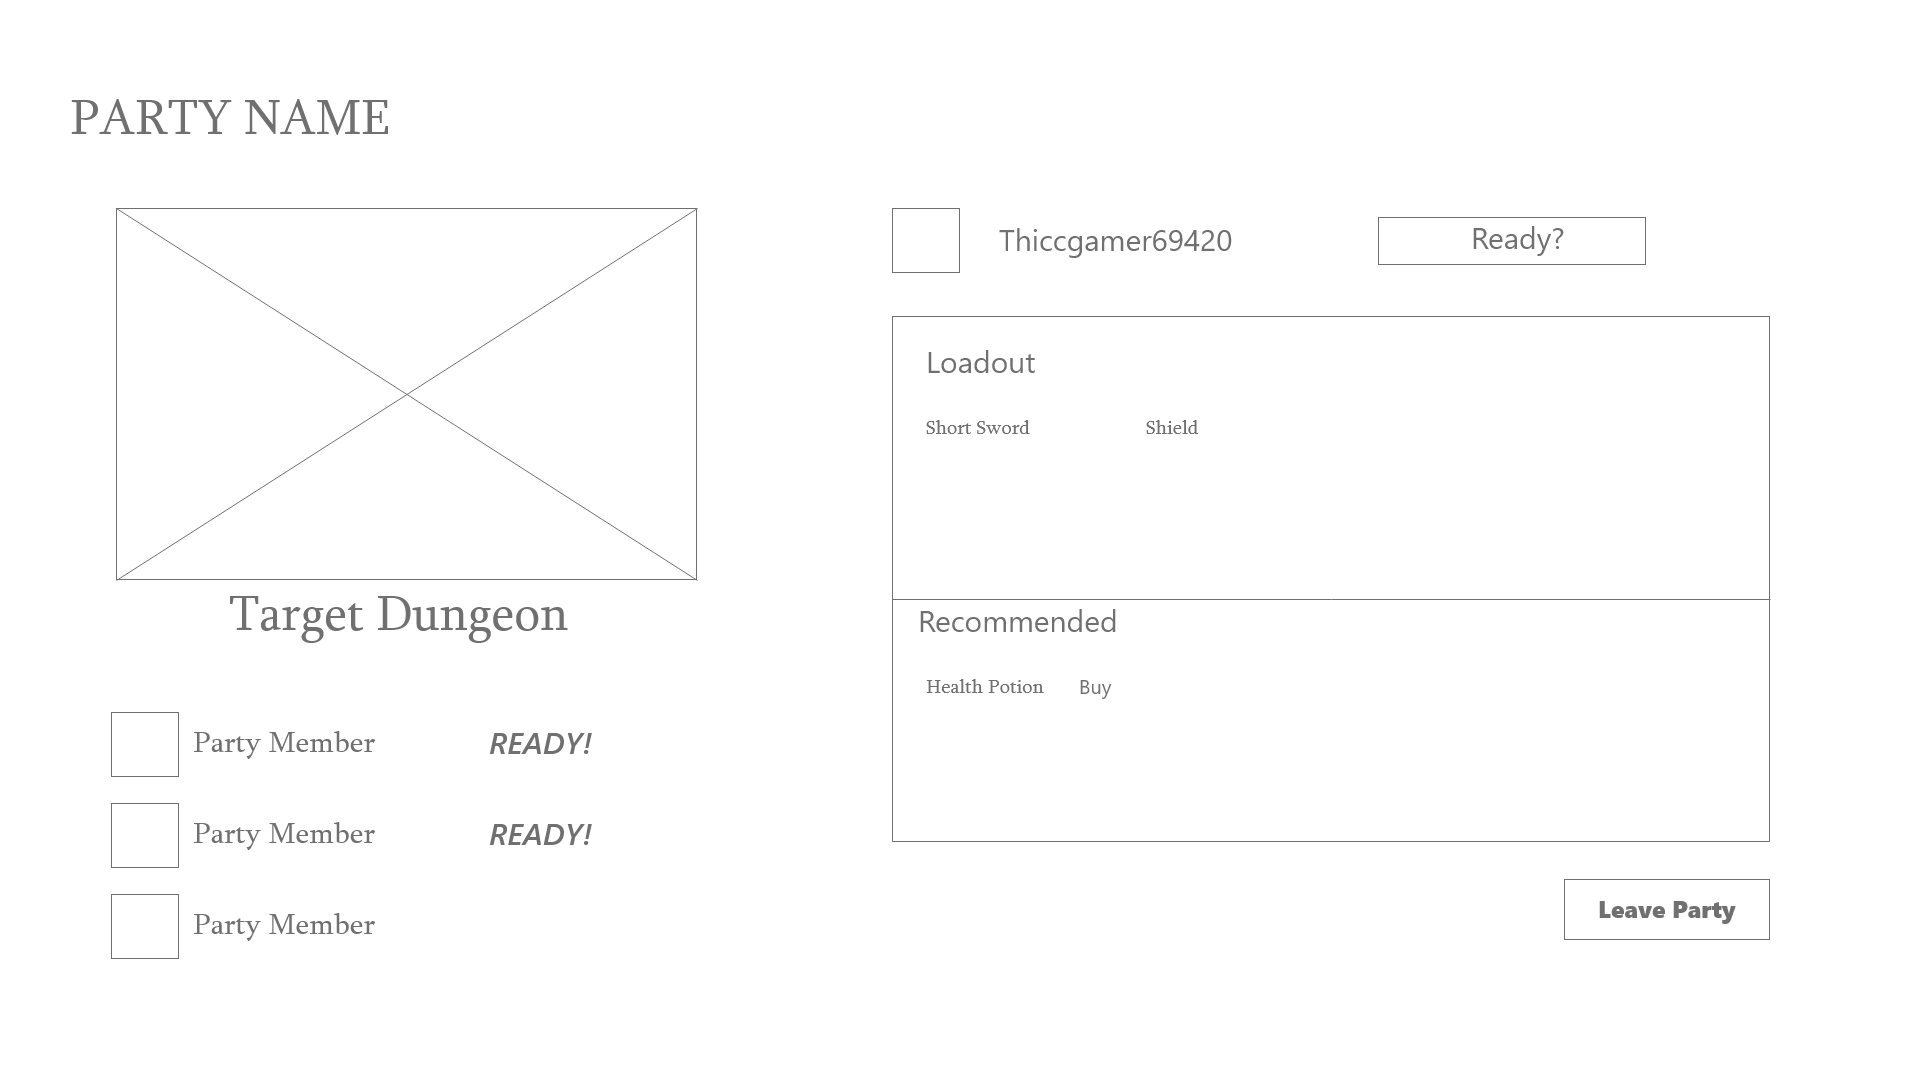 PARTY NAME
Target Dungeon
Party Member READY!
Party Member READY!
Party Member
Thiccgamer69420 Ready?
Loadout
Short Sword Shield
Recommended
Health Potion Buy
Leave Party